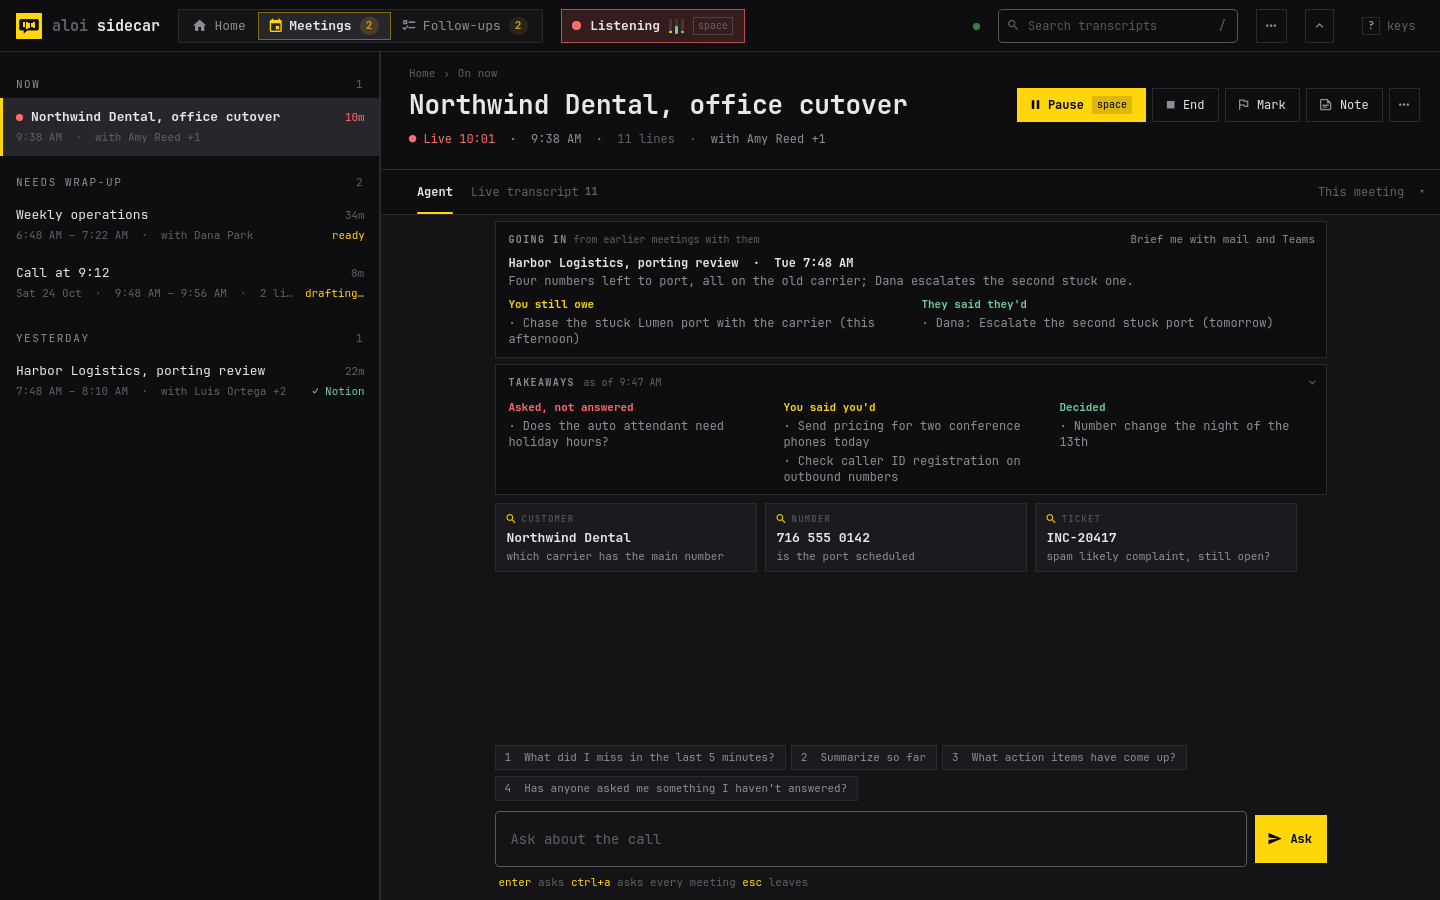 aloi sidecar
Home
Meetings 2
Follow-ups 2
Listening space
Search transcripts /
? keys
NOW 1
Northwind Dental, office cutover 10m
9:38 AM · with Amy Reed +1
NEEDS WRAP-UP 2
Weekly operations 34m
6:48 AM – 7:22 AM · with Dana Park ready
Call at 9:12 8m
Sat 24 Oct · 9:48 AM – 9:56 AM · 2 li… drafting…
YESTERDAY 1
Harbor Logistics, porting review 22m
7:48 AM – 8:10 AM · with Luis Ortega +2 ✓ Notion
Home › On now
Northwind Dental, office cutover
Pause space
End
Mark
Note
Live 10:01 · 9:38 AM · 11 lines · with Amy Reed +1
Agent
Live transcript 11
This meeting
GOING IN from earlier meetings with them
Brief me with mail and Teams
Harbor Logistics, porting review · Tue 7:48 AM
Four numbers left to port, all on the old carrier; Dana escalates the second stuck one.
You still owe
· Chase the stuck Lumen port with the carrier (this
afternoon)
They said they'd
· Dana: Escalate the second stuck port (tomorrow)
TAKEAWAYS as of 9:47 AM
Asked, not answered
· Does the auto attendant need
holiday hours?
You said you'd
· Send pricing for two conference
phones today
· Check caller ID registration on
outbound numbers
Decided
· Number change the night of the
13th
CUSTOMER
Northwind Dental
which carrier has the main number
NUMBER
716 555 0142
is the port scheduled
TICKET
INC-20417
spam likely complaint, still open?
1 What did I miss in the last 5 minutes?
2 Summarize so far
3 What action items have come up?
4 Has anyone asked me something I haven't answered?
Ask about the call
Ask
enter asks ctrl+a asks every meeting esc leaves